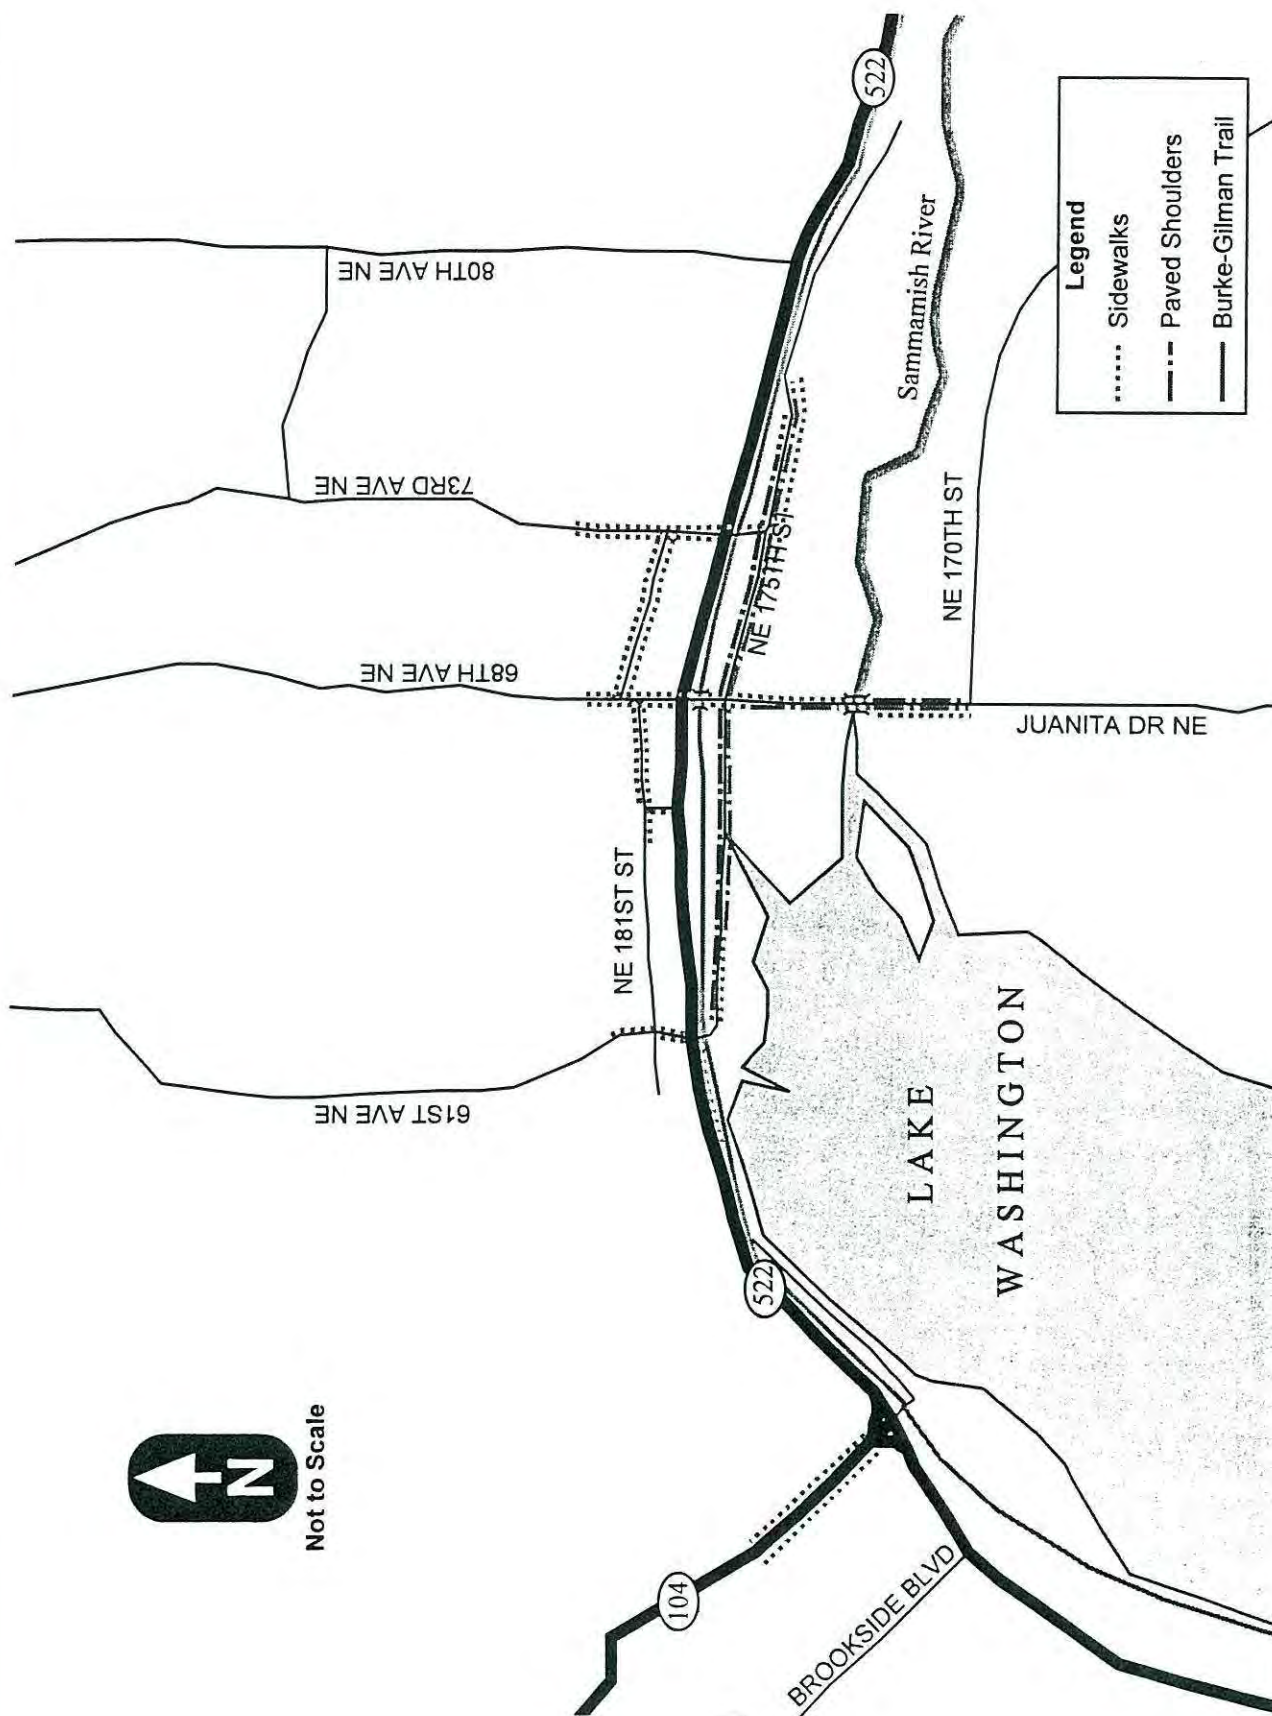 N
Not to Scale
104
BROOKSIDE BLVD
522
61ST AVE NE
NE 181ST ST
68TH AVE NE
73RD AVE NE
80TH AVE NE
522
NE 175TH ST
Sammamish River
NE 170TH ST
JUANITA DR NE
LAKE
WASHINGTON
Legend
Sidewalks
Paved Shoulders
Burke-Gilman Trail